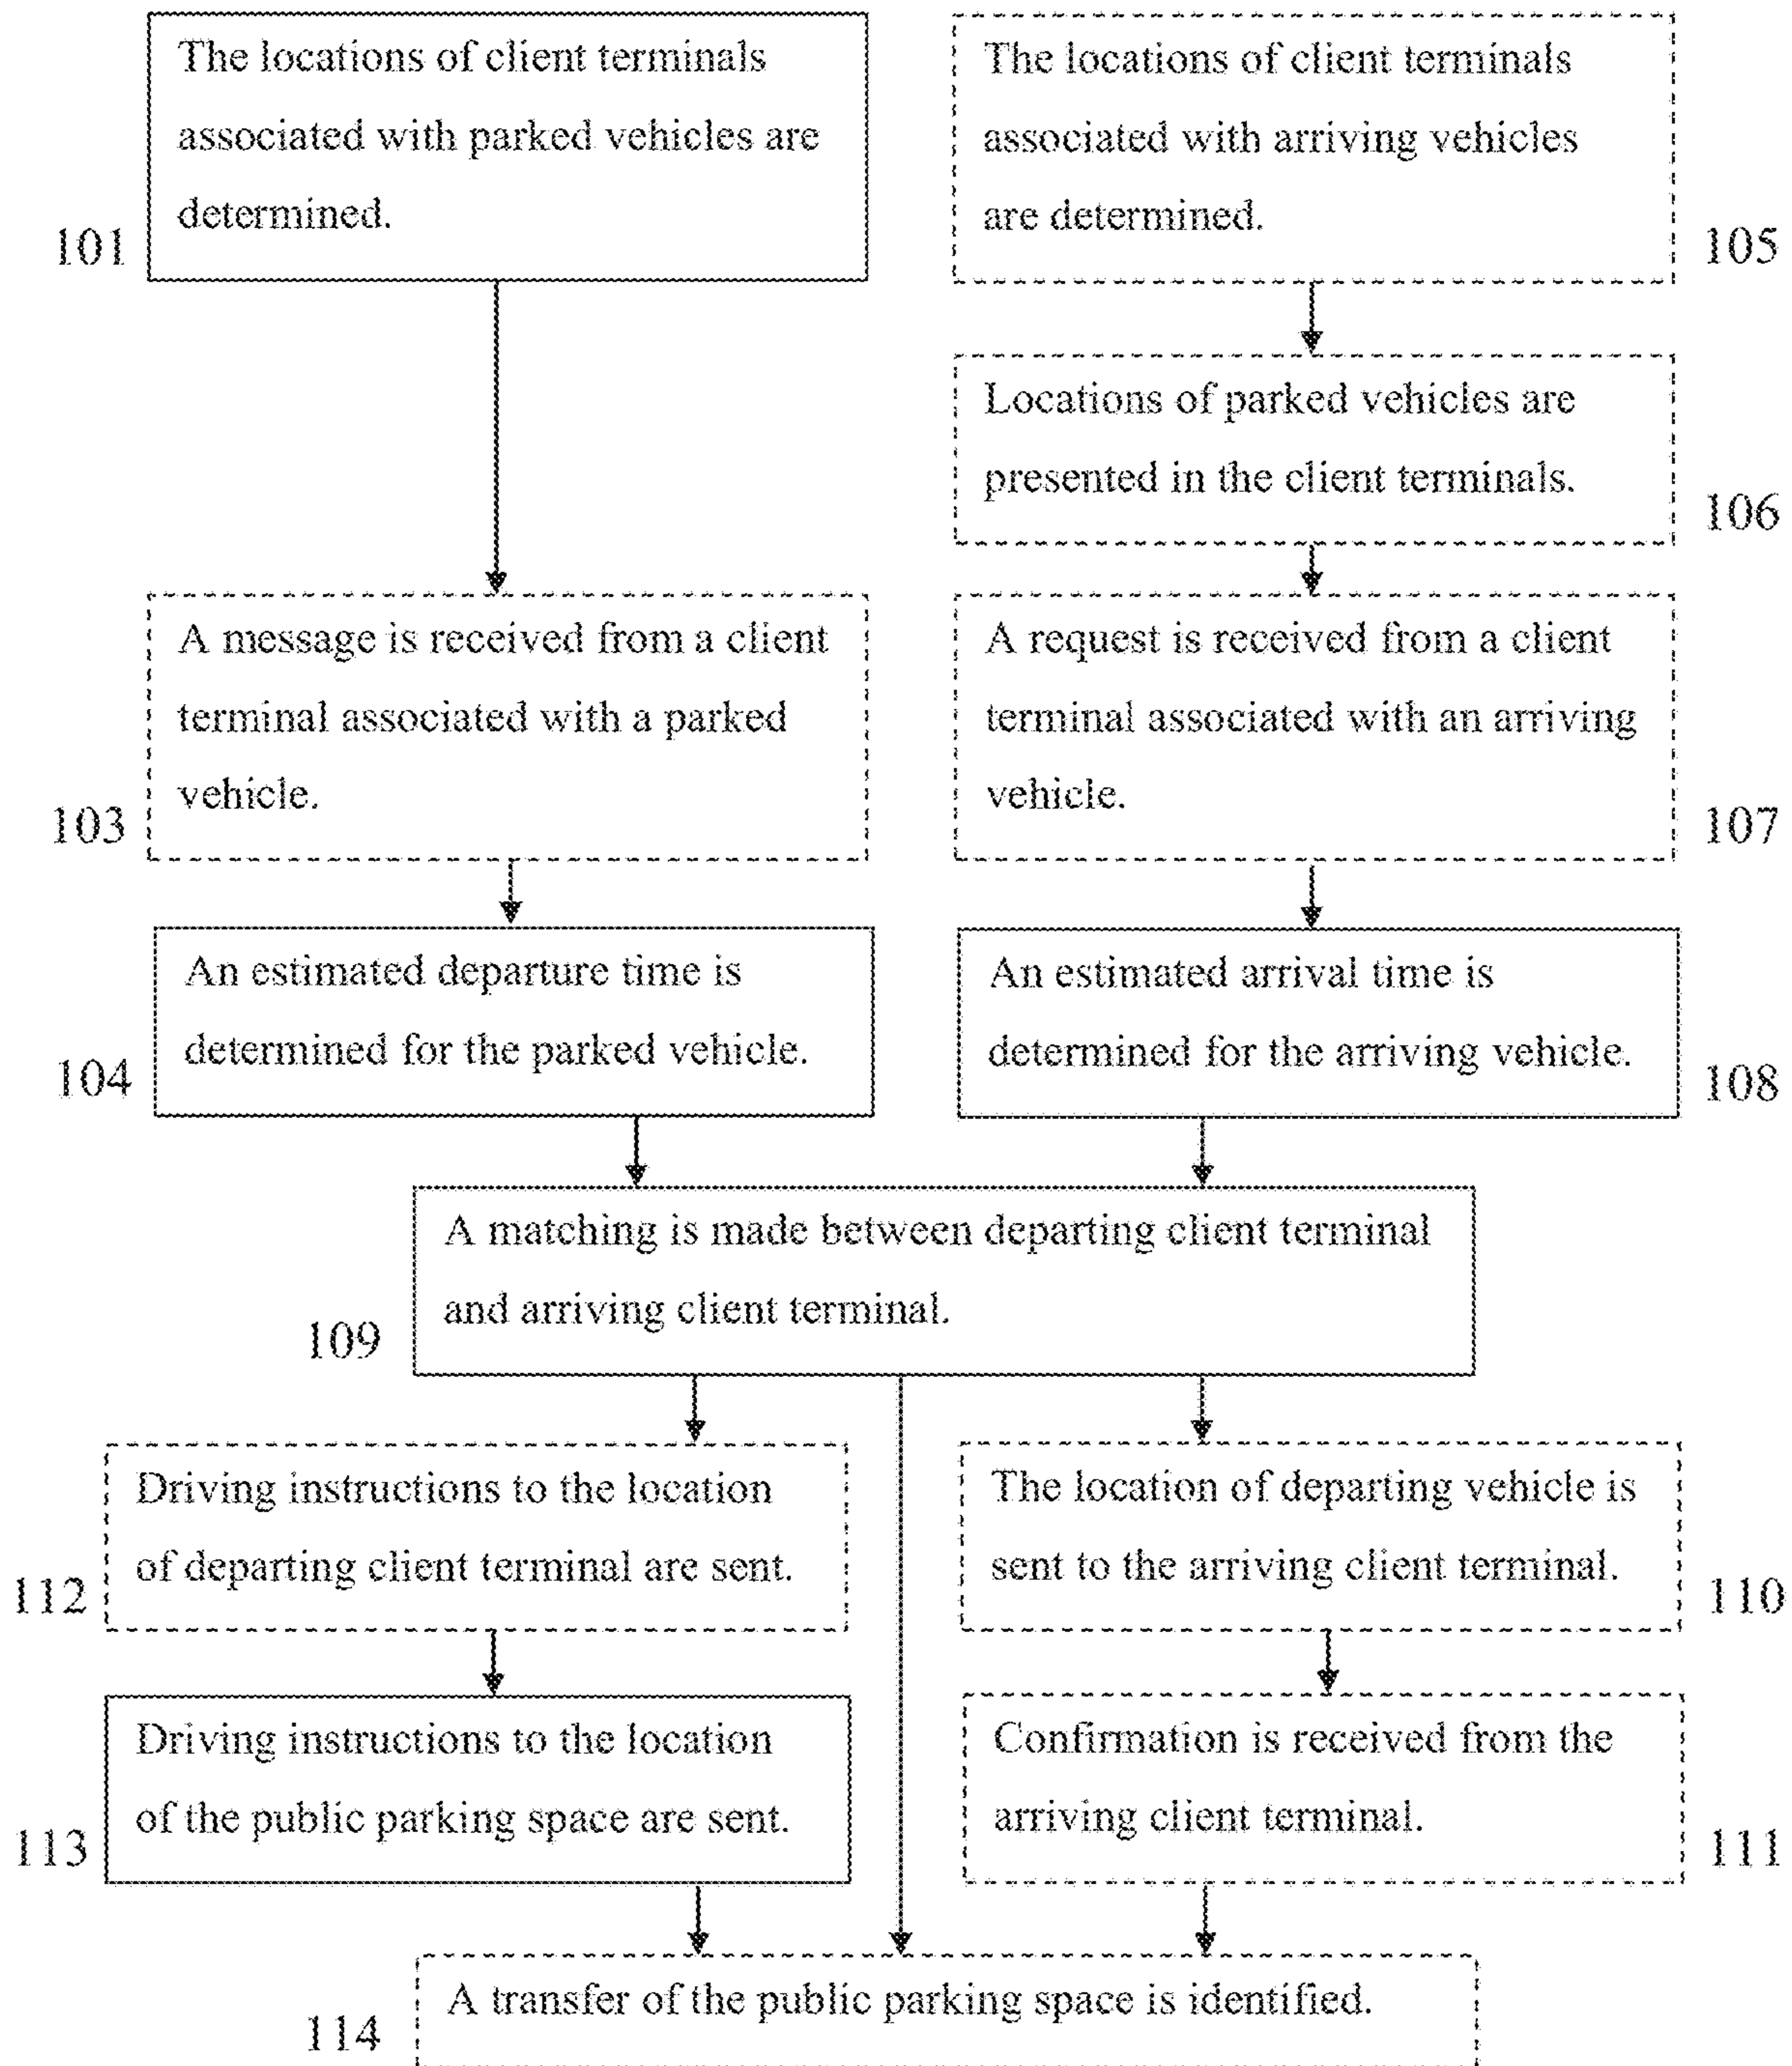 The locations of client terminals
associated with parked vehicles are
determined.
101
The locations of client terminals
associated with arriving vehicles
are determined.
105
Locations of parked vehicles are
presented in the client terminals.
106
A message is received from a client
terminal associated with a parked
vehicle.
103
A request is received from a client
terminal associated with an arriving
vehicle.
107
An estimated departure time is
determined for the parked vehicle.
104
An estimated arrival time is
determined for the arriving vehicle.
108
A matching is made between departing client terminal
and arriving client terminal.
109
Driving instructions to the location
of departing client terminal are sent.
112
The location of departing vehicle is
sent to the arriving client terminal.
110
Driving instructions to the location
of the public parking space are sent.
113
Confirmation is received from the
arriving client terminal.
111
A transfer of the public parking space is identified.
114